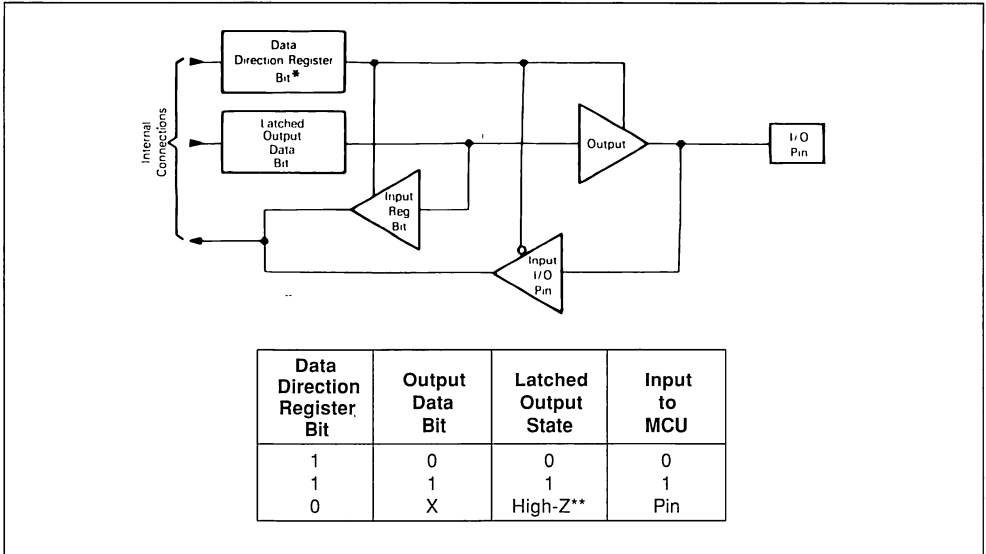 Data
Direction Register
Bit*
Latched
Output
Data
Bit
Internal
Connections
Output
I/O
Pin
Input
Reg
Bit
Input
I/O
Pin
Data Direction Register Bit | Output Data Bit | Latched Output State | Input to MCU
1 0 0 0
1 1 1 1
0 X High-Z** Pin